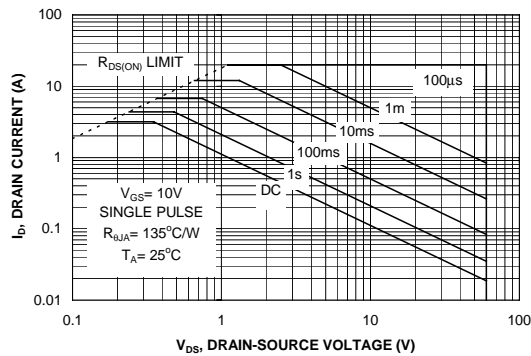 100
10
1
0.1
0.01
I_D, DRAIN CURRENT (A)
R_DS(ON) LIMIT
100µs
1m
10ms
100ms
1s
DC
V_GS= 10V
SINGLE PULSE
R_θJA= 135°C/W
T_A= 25°C
0.1 1 10 100
V_DS, DRAIN-SOURCE VOLTAGE (V)